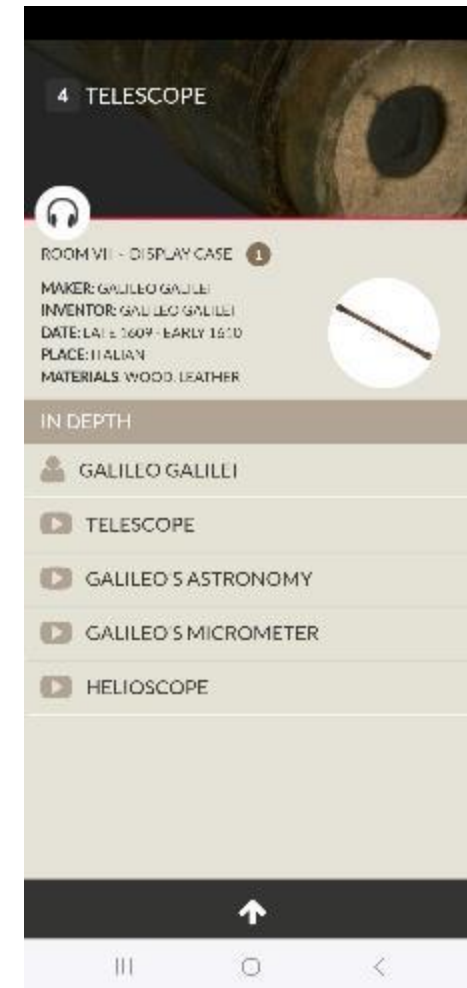 4 TELESCOPE
ROOM VII - DISPLAY CASE 1
MAKER: GALILEO GALILEI
INVENTOR: GALILEO GALILEI
DATE: LATE 1609 - EARLY 1610
PLACE: ITALIAN
MATERIALS: WOOD, LEATHER
IN DEPTH
GALILEO GALILEI
TELESCOPE
GALILEO'S ASTRONOMY
GALILEO'S MICROMETER
HELIOSCOPE